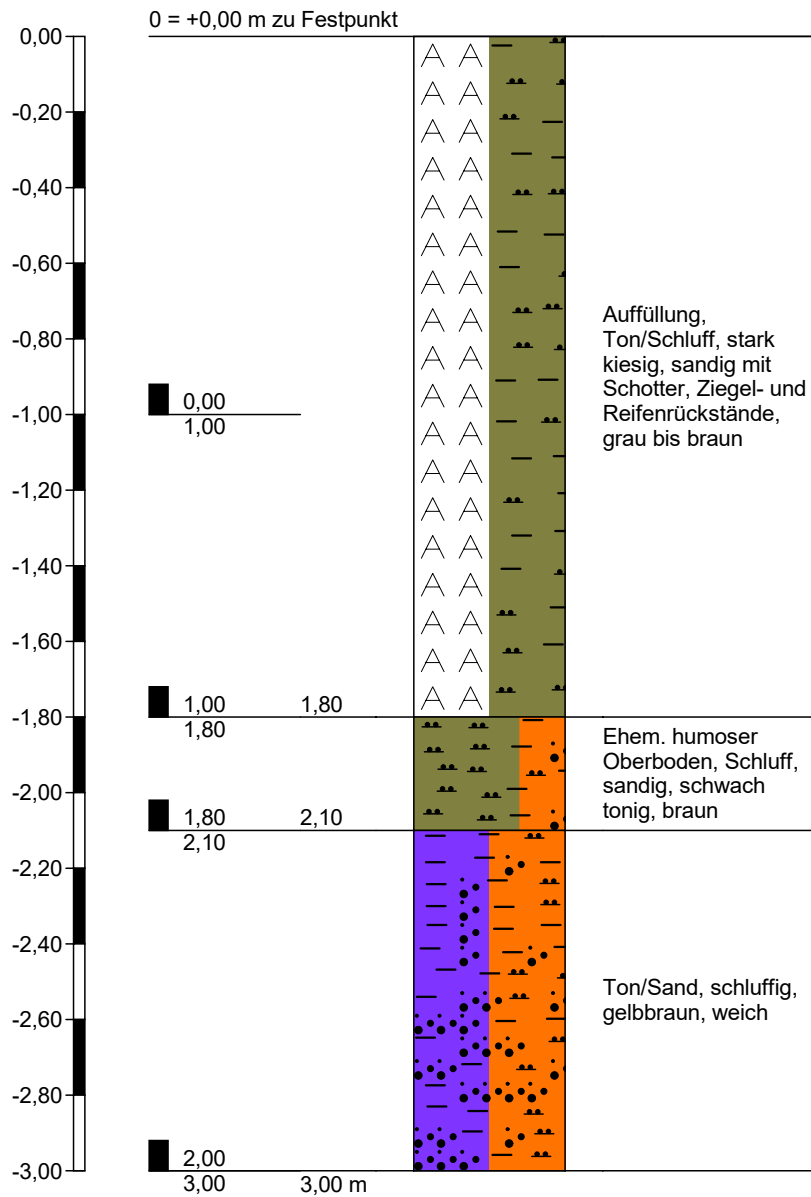 0 = +0,00 m zu Festpunkt
0,00
-0,20
-0,40
-0,60
-0,80
Auffüllung,
Ton/Schluff, stark
kiesig, sandig mit
Schotter, Ziegel- und
Reifenrückstände,
grau bis braun
0,00
-1,00
1,00
-1,20
-1,40
-1,60
1,00 1,80
-1,80
1,80
Ehem. humoser
Oberboden, Schluff,
sandig, schwach
tonig, braun
-2,00
1,80 2,10
2,10
-2,20
-2,40
Ton/Sand, schluffig,
gelbbraun, weich
-2,60
-2,80
2,00
-3,00
3,00 3,00 m